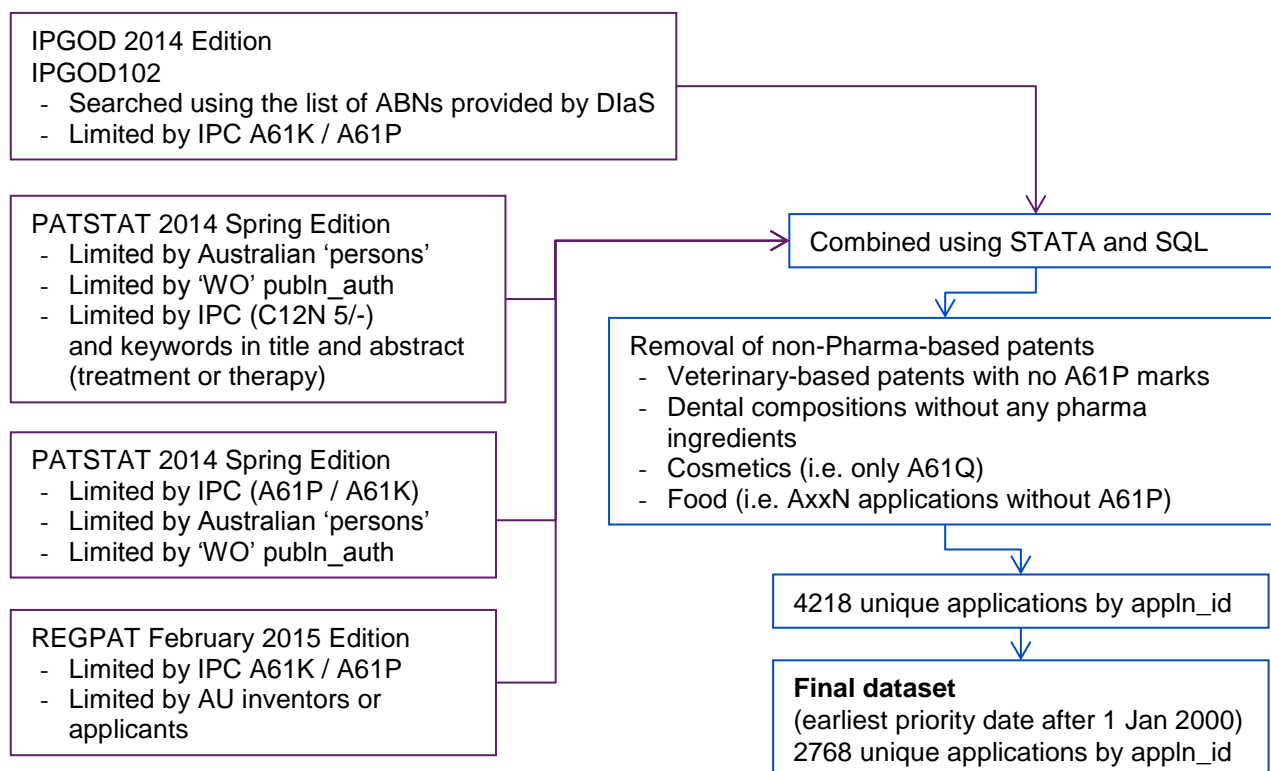 IPGOD 2014 Edition
IPGOD102
- Searched using the list of ABNs provided by DIaS
- Limited by IPC A61K / A61P
PATSTAT 2014 Spring Edition
- Limited by Australian ‘persons’
- Limited by ‘WO’ publn_auth
- Limited by IPC (C12N 5/-)
and keywords in title and abstract
(treatment or therapy)
PATSTAT 2014 Spring Edition
- Limited by IPC (A61P / A61K)
- Limited by Australian ‘persons’
- Limited by ‘WO’ publn_auth
REGPAT February 2015 Edition
- Limited by IPC A61K / A61P
- Limited by AU inventors or
applicants
Combined using STATA and SQL
Removal of non-Pharma-based patents
- Veterinary-based patents with no A61P marks
- Dental compositions without any pharma
ingredients
- Cosmetics (i.e. only A61Q)
- Food (i.e. AxxN applications without A61P)
4218 unique applications by appln_id
Final dataset
(earliest priority date after 1 Jan 2000)
2768 unique applications by appln_id